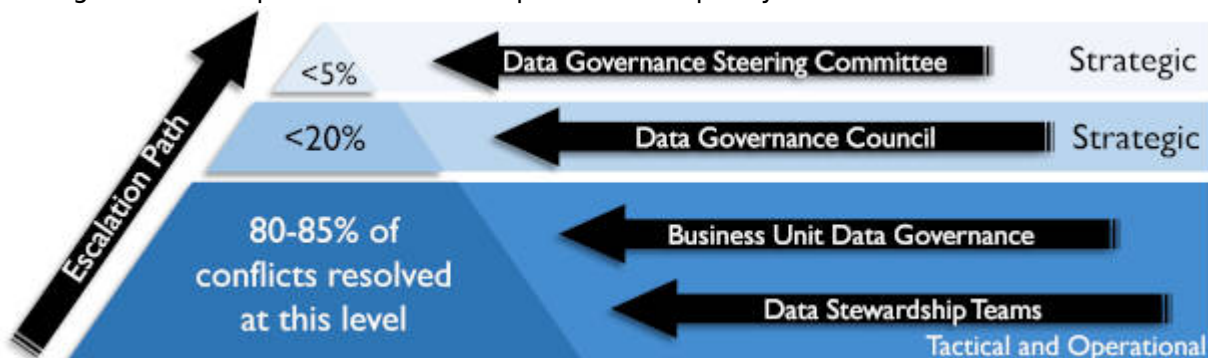 <5%
Data Governance Steering Committee
Strategic
<20%
Data Governance Council
Strategic
Escalation Path
80-85% of
conflicts resolved
at this level
Business Unit Data Governance
Data Stewardship Teams
Tactical and Operational